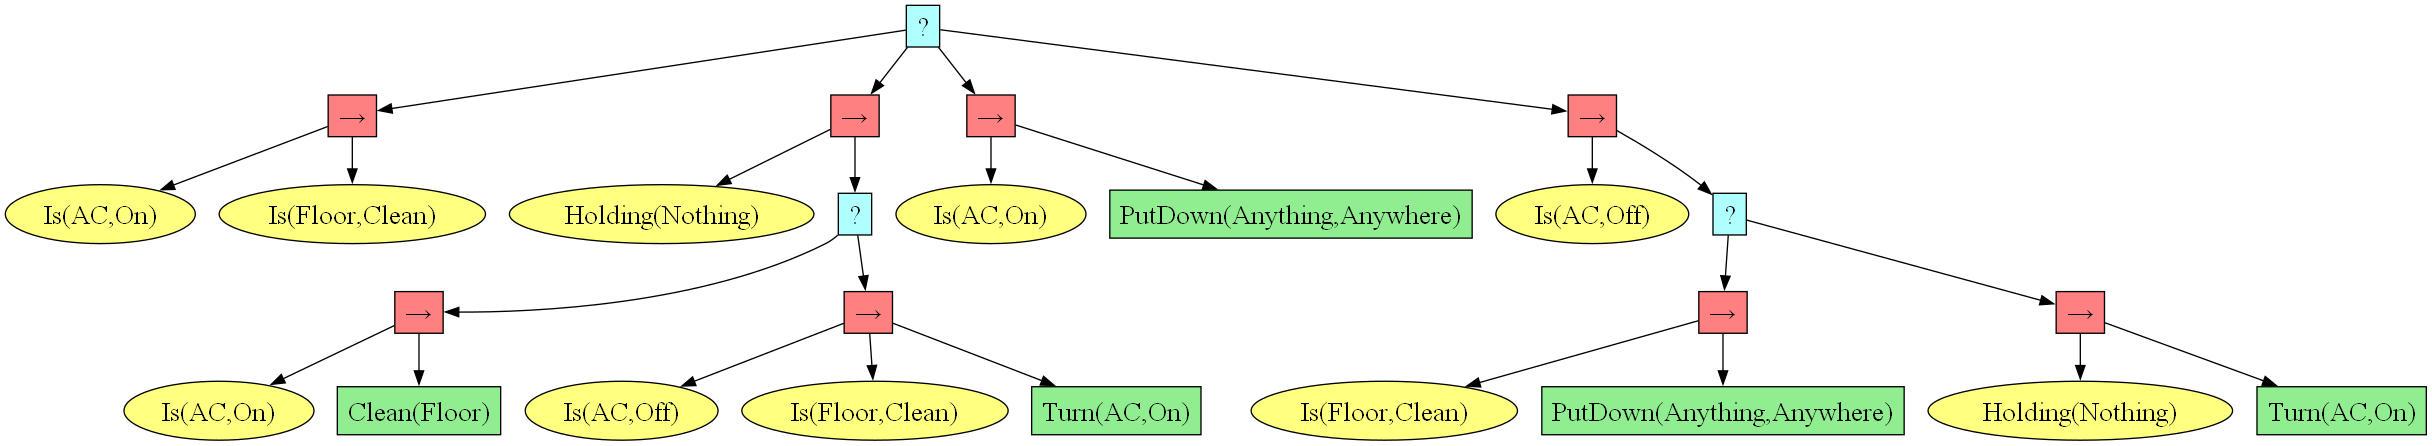 ?
→
→
→
→
Is(AC,On)
Is(Floor,Clean)
Holding(Nothing)
?
Is(AC,On)
PutDown(Anything,Anywhere)
Is(AC,Off)
?
→
→
→
→
Is(AC,On)
Clean(Floor)
Is(AC,Off)
Is(Floor,Clean)
Turn(AC,On)
Is(Floor,Clean)
PutDown(Anything,Anywhere)
Holding(Nothing)
Turn(AC,On)